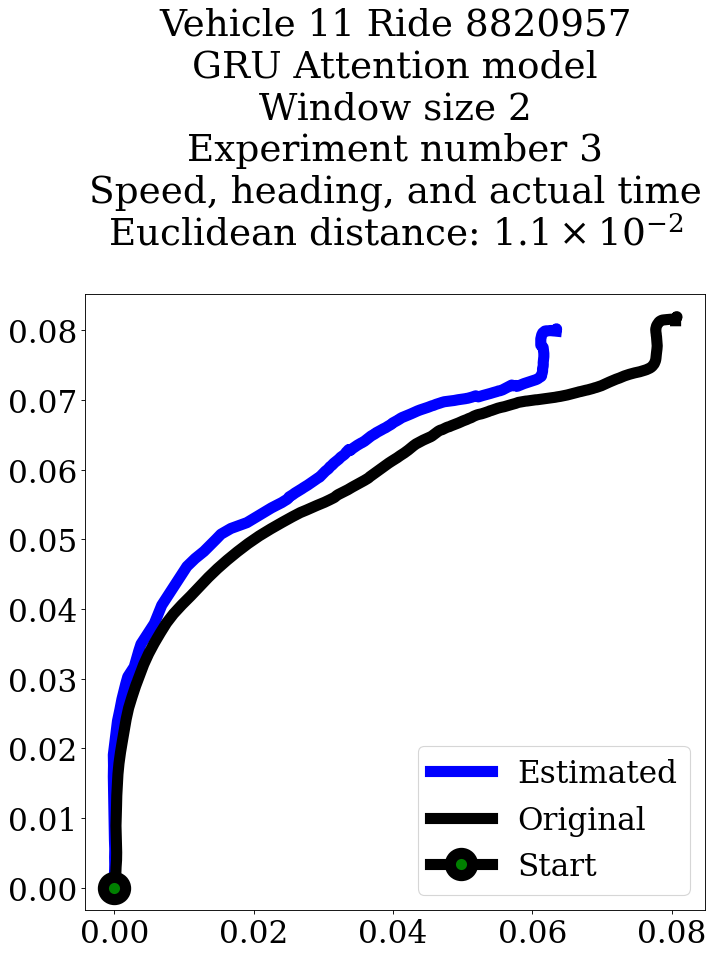 Vehicle 11 Ride 8820957
GRU Attention model
Window size 2
Experiment number 3
Speed, heading, and actual time
Euclidean distance: 1.1 × 10⁻²
0.08
0.07
0.06
0.05
0.04
0.03
0.02
0.01
0.00
Estimated
Original
Start
0.00 0.02 0.04 0.06 0.08